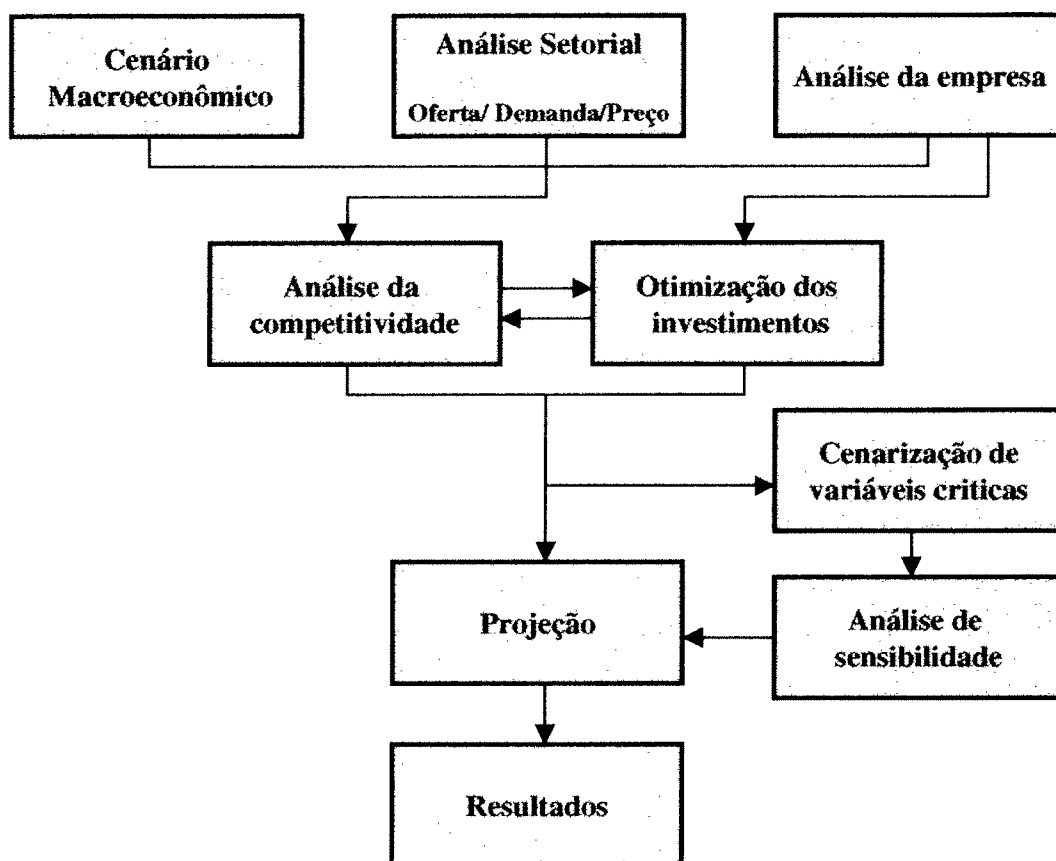 Cenário
Macroeconômico
Análise Setorial
Oferta/ Demanda/Preço
Análise da empresa
Análise da
competitividade
Otimização dos
investimentos
Cenarização de
variáveis criticas
Projeção
Análise de
sensibilidade
Resultados